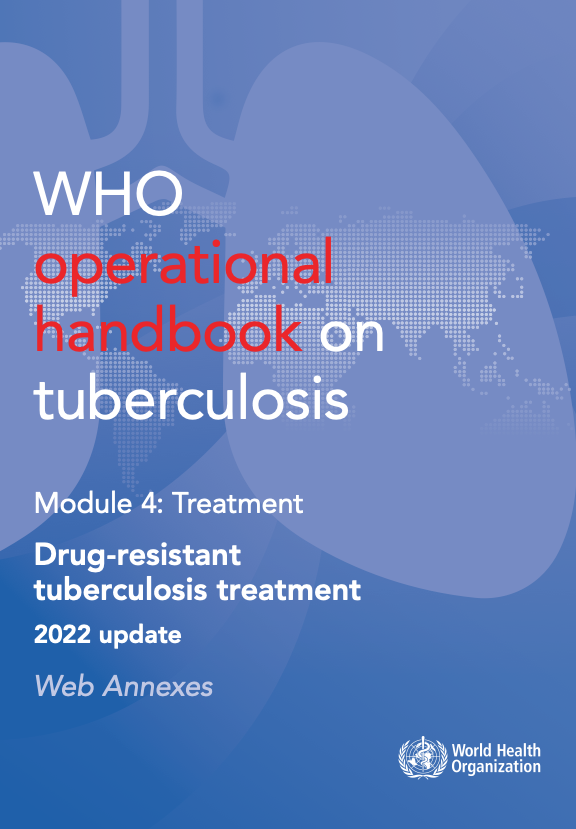 WHO
operational
handbook on
tuberculosis
Module 4: Treatment
Drug-resistant
tuberculosis treatment
2022 update
Web Annexes
World Health
Organization